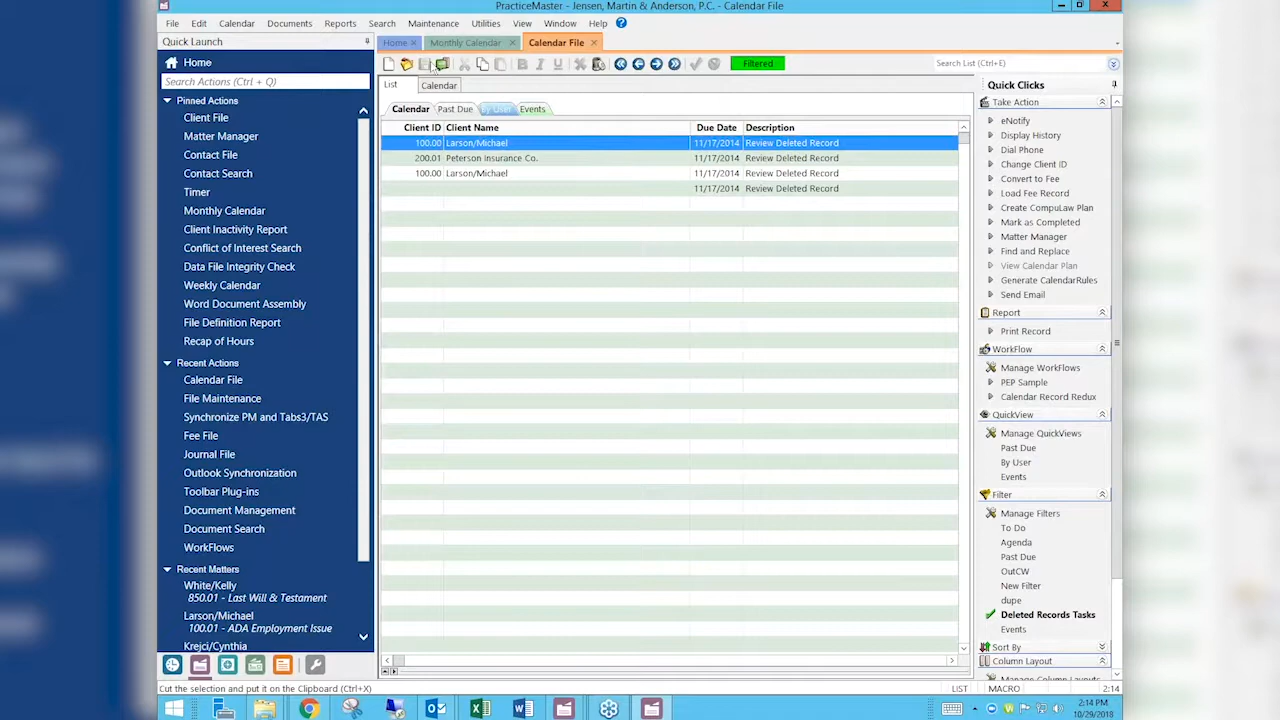 PracticeMaster - Jensen, Martin & Anderson, P.C. - Calendar File
File Edit Calendar Documents Reports Search Maintenance Utilities View Window Help
Quick Launch
Home Monthly Calendar Calendar File
Home
Filtered
Search List (Ctrl+E)
Search Actions (Ctrl + Q)
Pinned Actions
Client File
Matter Manager
Contact File
Contact Search
Timer
Monthly Calendar
Client Inactivity Report
Conflict of Interest Search
Data File Integrity Check
Weekly Calendar
Word Document Assembly
File Definition Report
Recap of Hours
Recent Actions
Calendar File
File Maintenance
Synchronize PM and Tabs3/TAS
Fee File
Journal File
Outlook Synchronization
Toolbar Plug-ins
Document Management
Document Search
WorkFlows
Recent Matters
White/Kelly
850.01 - Last Will & Testament
Larson/Michael
100.01 - ADA Employment Issue
Krejci/Cynthia
List Calendar
Calendar Past Due By User Events
Client ID Client Name Due Date Description
100.00 Larson/Michael 11/17/2014 Review Deleted Record
200.01 Peterson Insurance Co. 11/17/2014 Review Deleted Record
100.00 Larson/Michael 11/17/2014 Review Deleted Record
11/17/2014 Review Deleted Record
Quick Clicks
Take Action
eNotify
Display History
Dial Phone
Change Client ID
Convert to Fee
Load Fee Record
Create CompuLaw Plan
Mark as Completed
Matter Manager
Find and Replace
View Calendar Plan
Generate CalendarRules
Send Email
Report
Print Record
WorkFlow
Manage WorkFlows
PEP Sample
Calendar Record Redux
QuickView
Manage QuickViews
Past Due
By User
Events
Filter
Manage Filters
To Do
Agenda
Past Due
OutCW
New Filter
dupe
Deleted Records Tasks
Events
Sort By
Column Layout
Manage Column Layouts
Cut the selection and put it on the Clipboard (Ctrl+X)
LIST MACRO 2:14
2:14 PM
10/29/2018